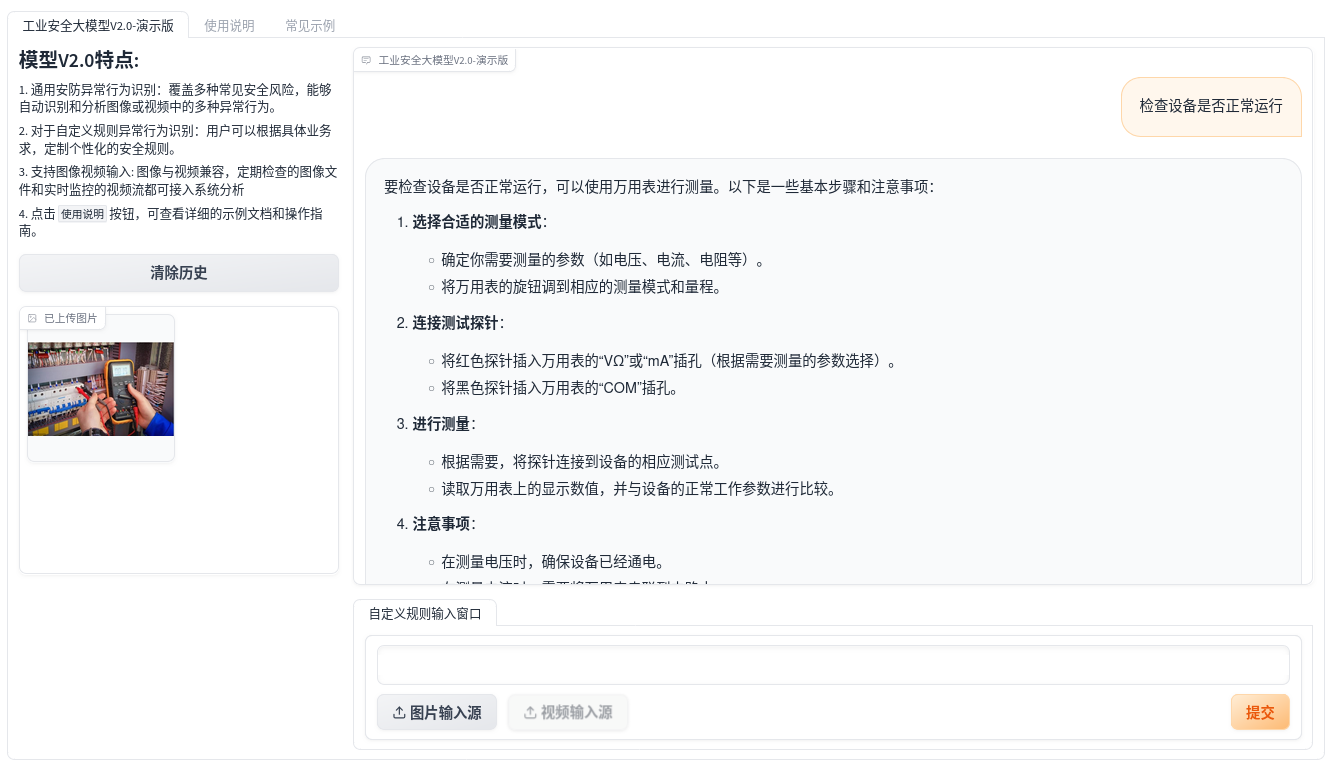 工业安全大模型V2.0-演示版
使用说明
常见示例
模型V2.0特点:
1. 通用安防异常行为识别：覆盖多种常见安全风险，能够
自动识别和分析图像或视频中的多种异常行为。
2. 对于自定义规则异常行为识别：用户可以根据具体业务
求，定制个性化的安全规则。
3. 支持图像视频输入: 图像与视频兼容，定期检查的图像文
件和实时监控的视频流都可接入系统分析
4. 点击 使用说明 按钮，可查看详细的示例文档和操作指
南。
清除历史
已上传图片
工业安全大模型V2.0-演示版
检查设备是否正常运行
要检查设备是否正常运行，可以使用万用表进行测量。以下是一些基本步骤和注意事项：
1. 选择合适的测量模式：
○ 确定你需要测量的参数（如电压、电流、电阻等）。
○ 将万用表的旋钮调到相应的测量模式和量程。
2. 连接测试探针：
○ 将红色探针插入万用表的“VΩ”或“mA”插孔（根据需要测量的参数选择）。
○ 将黑色探针插入万用表的“COM”插孔。
3. 进行测量：
○ 根据需要，将探针连接到设备的相应测试点。
○ 读取万用表上的显示数值，并与设备的正常工作参数进行比较。
4. 注意事项：
○ 在测量电压时，确保设备已经通电。
自定义规则输入窗口
图片输入源
视频输入源
提交